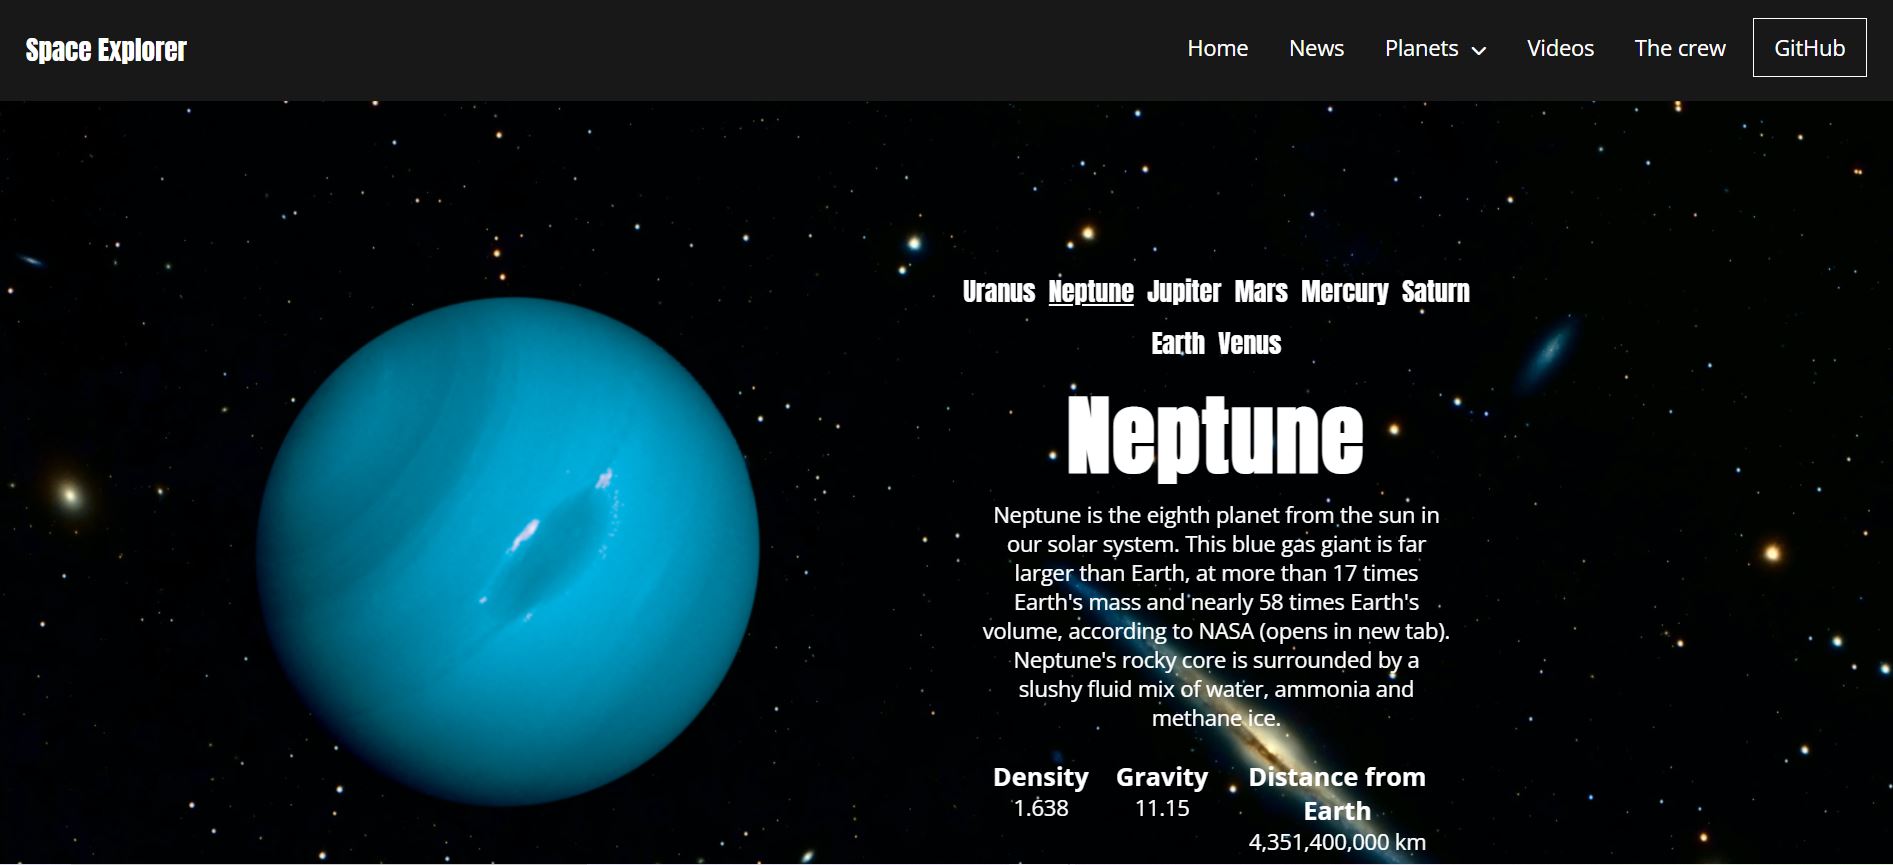 Space Explorer
Home News Planets Videos The crew GitHub
Uranus Neptune Jupiter Mars Mercury Saturn
Earth Venus
Neptune
Neptune is the eighth planet from the sun in
our solar system. This blue gas giant is far
larger than Earth, at more than 17 times
Earth's mass and nearly 58 times Earth's
volume, according to NASA (opens in new tab).
Neptune's rocky core is surrounded by a
slushy fluid mix of water, ammonia and
methane ice.
Density
1.638
Gravity
11.15
Distance from
Earth
4,351,400,000 km